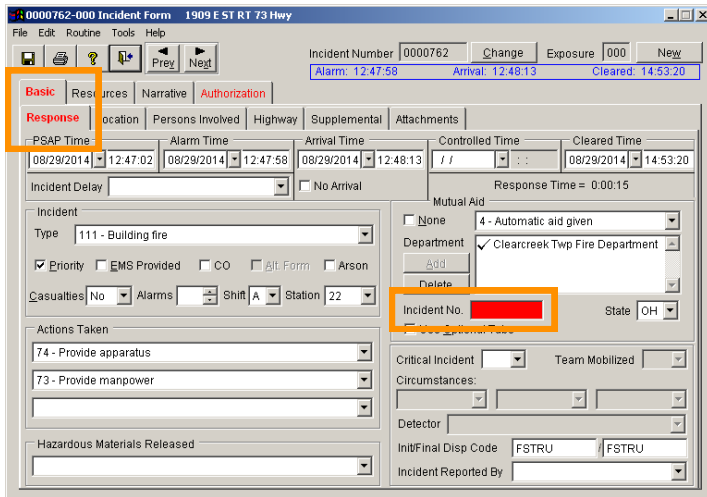 0000762-000 Incident Form 1909 E ST RT 73 Hwy
File Edit Routine Tools Help
Prev Next
Incident Number 0000762 Change Exposure 000 New
Alarm: 12:47:58 Arrival: 12:48:13 Cleared: 14:53:20
Basic Resources Narrative Authorization
Response Location Persons Involved Highway Supplemental Attachments
PSAP Time Alarm Time Arrival Time Controlled Time Cleared Time
08/29/2014 12:47:02 08/29/2014 12:47:58 08/29/2014 12:48:13 / / : : 08/29/2014 14:53:20
Incident Delay No Arrival Response Time = 0:00:15
Incident
Type 111 - Building fire
Priority EMS Provided CO Alt. Form Arson
Casualties No Alarms Shift A Station 22
Mutual Aid
None 4 - Automatic aid given
Department Clearcreek Twp Fire Department
Add
Delete
Incident No. State OH
Use Optional Tabs
Actions Taken
74 - Provide apparatus
73 - Provide manpower
Hazardous Materials Released
Critical Incident Team Mobilized
Circumstances:
Detector
Init/Final Disp Code FSTRU / FSTRU
Incident Reported By